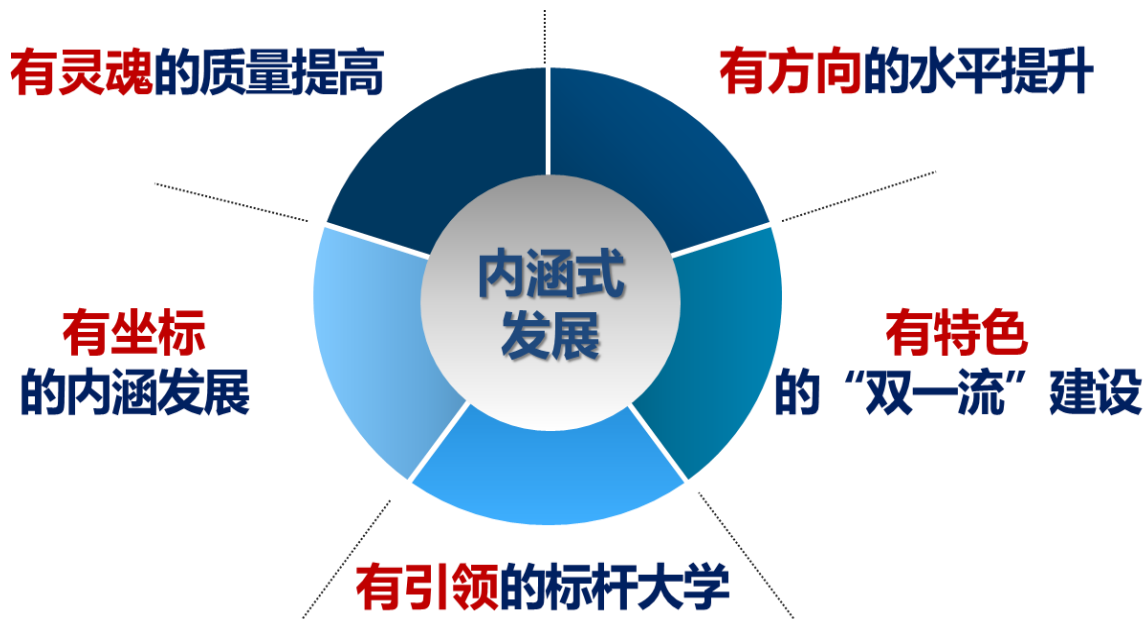 有灵魂的质量提高
有方向的水平提升
内涵式
发展
有坐标
的内涵发展
有特色
的“双一流”建设
有引领的标杆大学